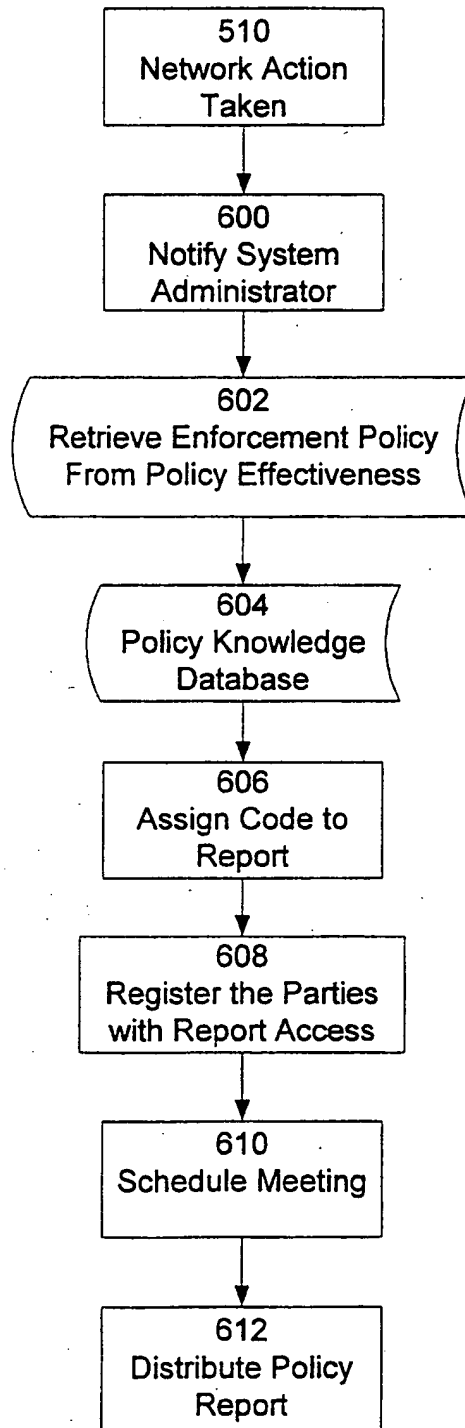 510
Network Action
Taken
600
Notify System
Administrator
602
Retrieve Enforcement Policy
From Policy Effectiveness
604
Policy Knowledge
Database
606
Assign Code to
Report
608
Register the Parties
with Report Access
610
Schedule Meeting
612
Distribute Policy
Report